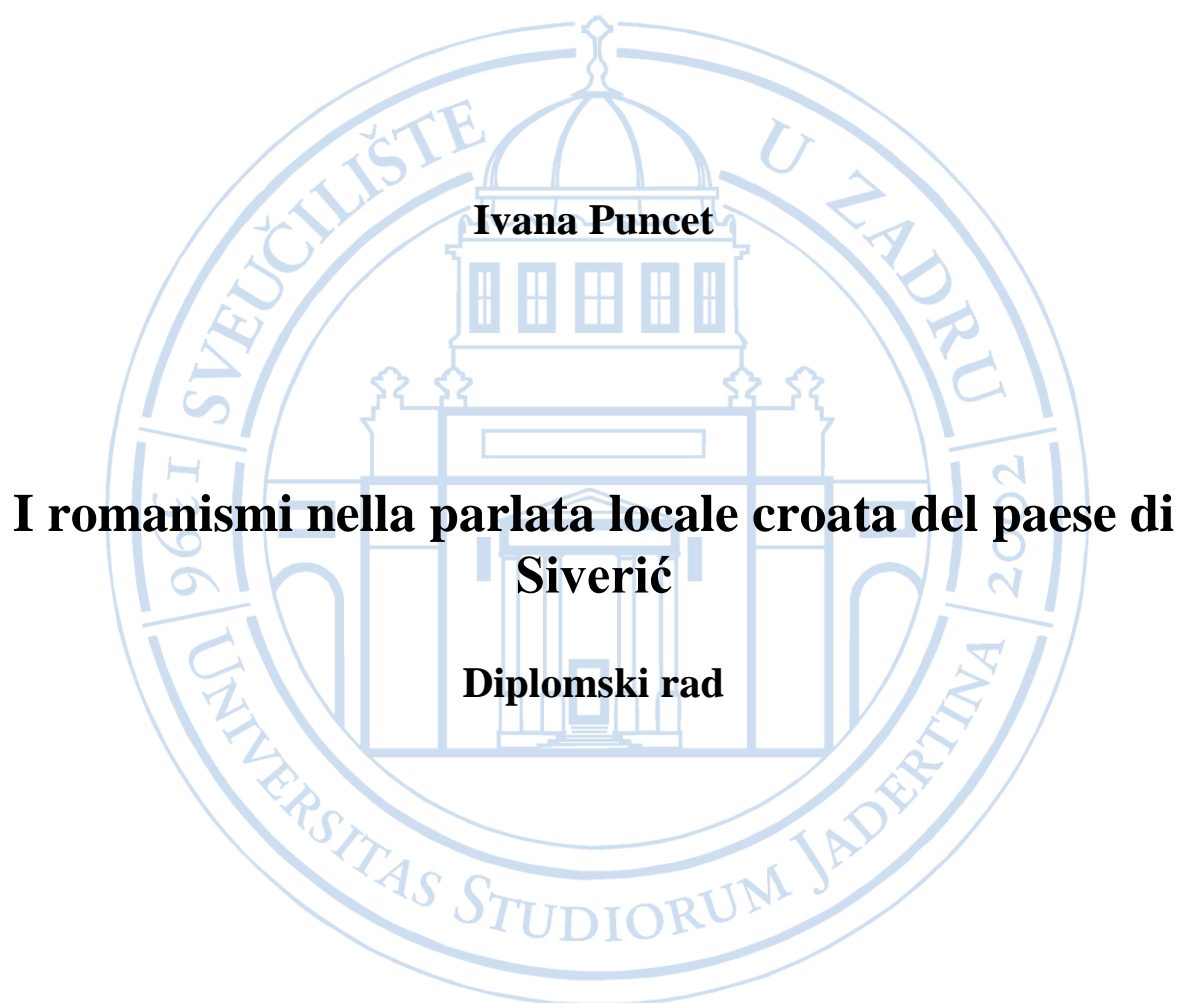 Ivana Puncet
I romanismi nella parlata locale croata del paese di
Siverić
Diplomski rad
SVEUČILIŠTE U ZADRU
1396
2002
UNIVERSITAS STUDIORUM JADERTINA